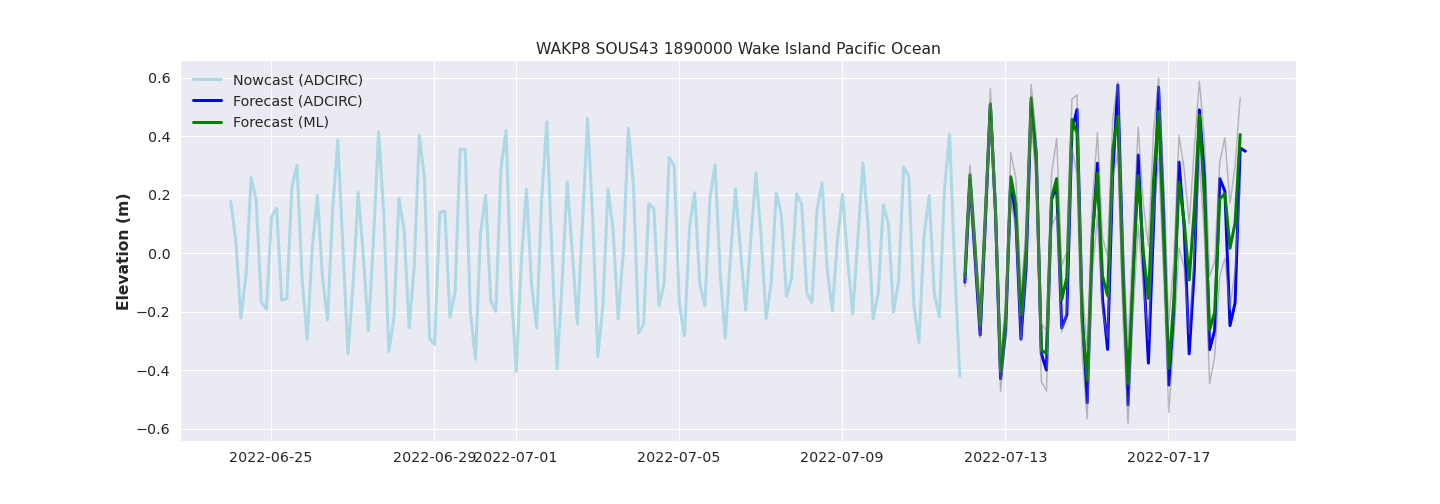 WAKP8 SOUS43 1890000 Wake Island Pacific Ocean
Nowcast (ADCIRC)
Forecast (ADCIRC)
Forecast (ML)
Elevation (m)
0.6
0.4
0.2
0.0
−0.2
−0.4
−0.6
2022-06-25
2022-06-29
2022-07-01
2022-07-05
2022-07-09
2022-07-13
2022-07-17